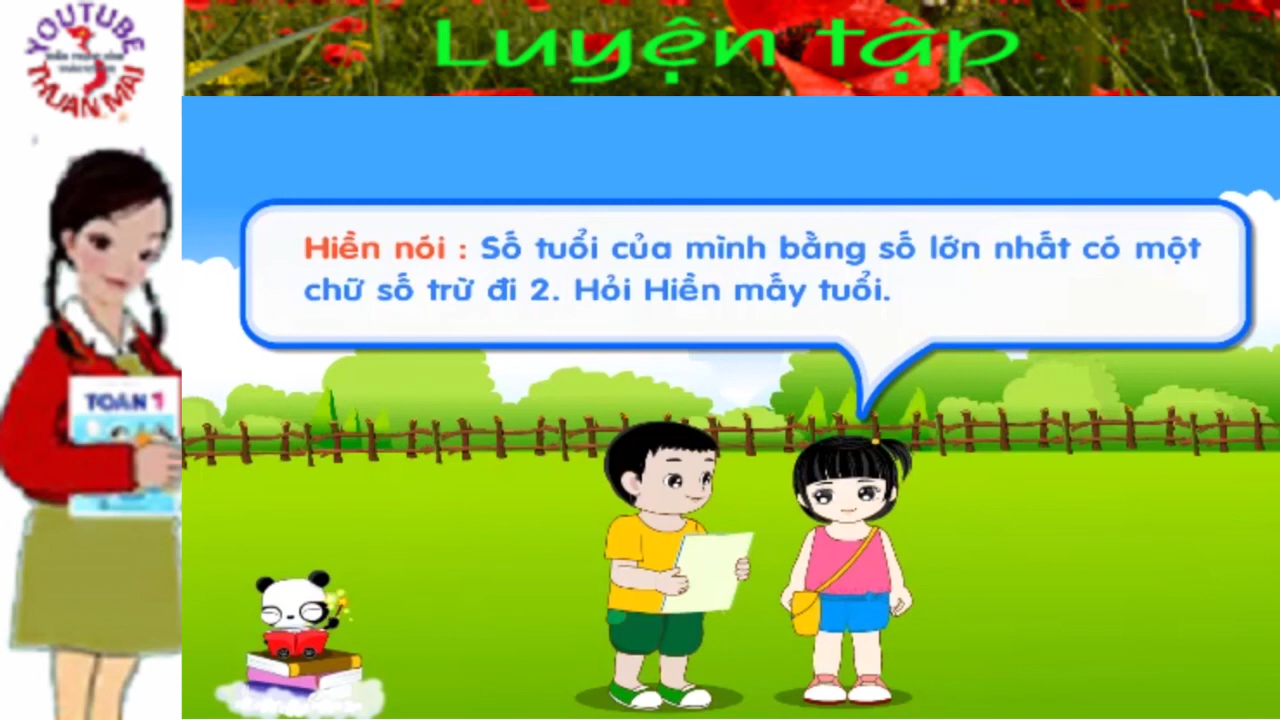 YOUTUBE
THUAN MAI
Luyện tập
Hiền nói : Số tuổi của mình bằng số lớn nhất có một
chữ số trừ đi 2. Hỏi Hiền mấy tuổi.
TOÁN 1